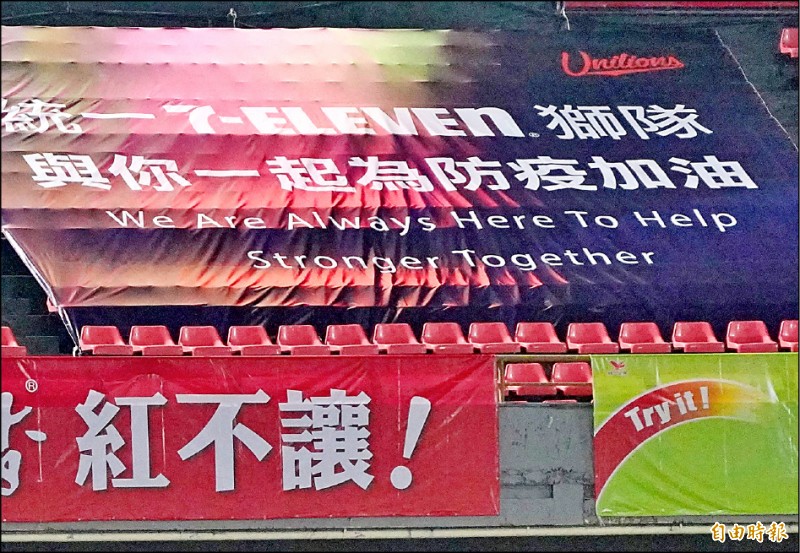 Unilions
統一7-ELEVEN®獅隊
與你一起為防疫加油
We Are Always Here To Help
Stronger Together
® 紅不讓!
Try it!
自由時報